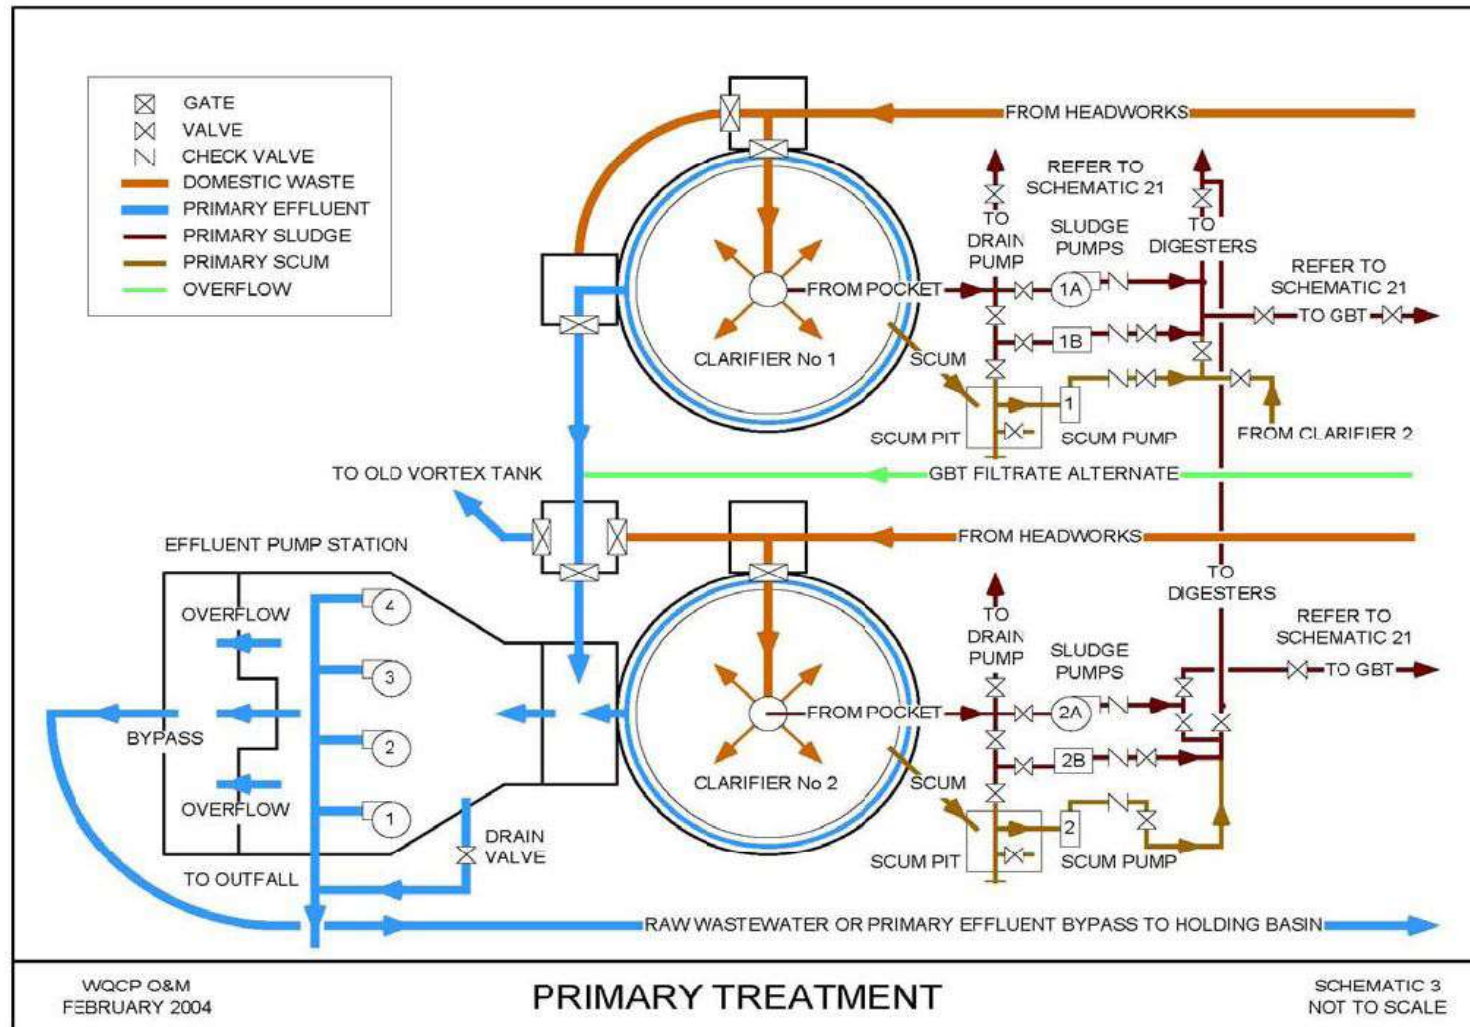 GATE
VALVE
CHECK VALVE
DOMESTIC WASTE
PRIMARY EFFLUENT
PRIMARY SLUDGE
PRIMARY SCUM
OVERFLOW
FROM HEADWORKS
REFER TO
SCHEMATIC 21
TO
DRAIN
PUMP
SLUDGE
PUMPS
TO
DIGESTERS
REFER TO
SCHEMATIC 21
FROM POCKET
1A
TO GBT
1B
CLARIFIER No 1
SCUM
1
SCUM PIT
SCUM PUMP
FROM CLARIFIER 2
TO OLD VORTEX TANK
GBT FILTRATE ALTERNATE
EFFLUENT PUMP STATION
FROM HEADWORKS
TO
DIGESTERS
OVERFLOW
4
TO
DRAIN
PUMP
SLUDGE
PUMPS
REFER TO
SCHEMATIC 21
3
TO GBT
FROM POCKET
2A
BYPASS
2
2B
CLARIFIER No 2
SCUM
OVERFLOW
1
2
DRAIN
VALVE
SCUM PIT
SCUM PUMP
TO OUTFALL
RAW WASTEWATER OR PRIMARY EFFLUENT BYPASS TO HOLDING BASIN
WQCP O&M
FEBRUARY 2004
PRIMARY TREATMENT
SCHEMATIC 3
NOT TO SCALE